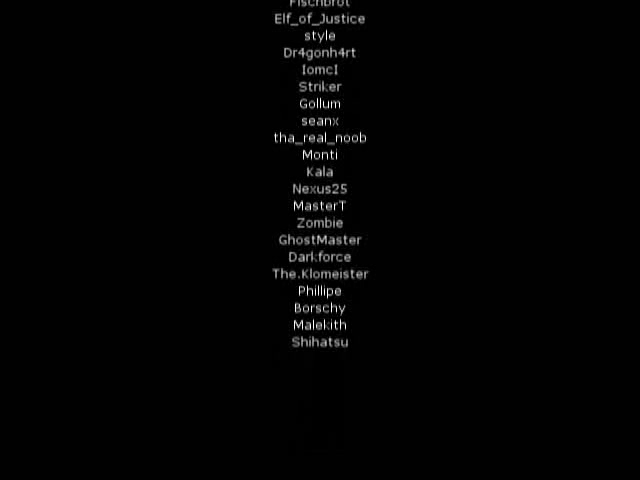 Fischbrot
Elf_of_Justice
style
Dr4gonh4rt
IomcI
Striker
Gollum
seanx
tha_real_noob
Monti
Kala
Nexus25
MasterT
Zombie
GhostMaster
Darkforce
The.Klomeister
Phillipe
Borschy
Malekith
Shihatsu